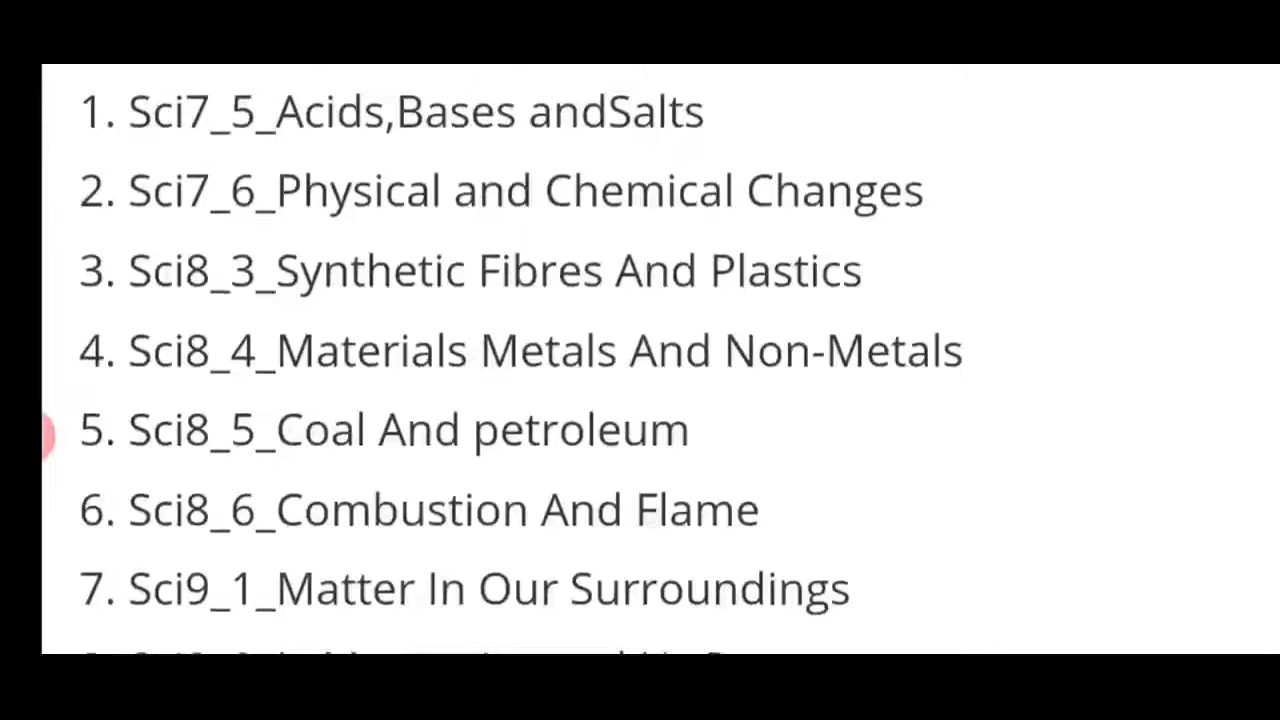 1. Sci7_5_Acids,Bases andSalts
2. Sci7_6_Physical and Chemical Changes
3. Sci8_3_Synthetic Fibres And Plastics
4. Sci8_4_Materials Metals And Non-Metals
5. Sci8_5_Coal And petroleum
6. Sci8_6_Combustion And Flame
7. Sci9_1_Matter In Our Surroundings